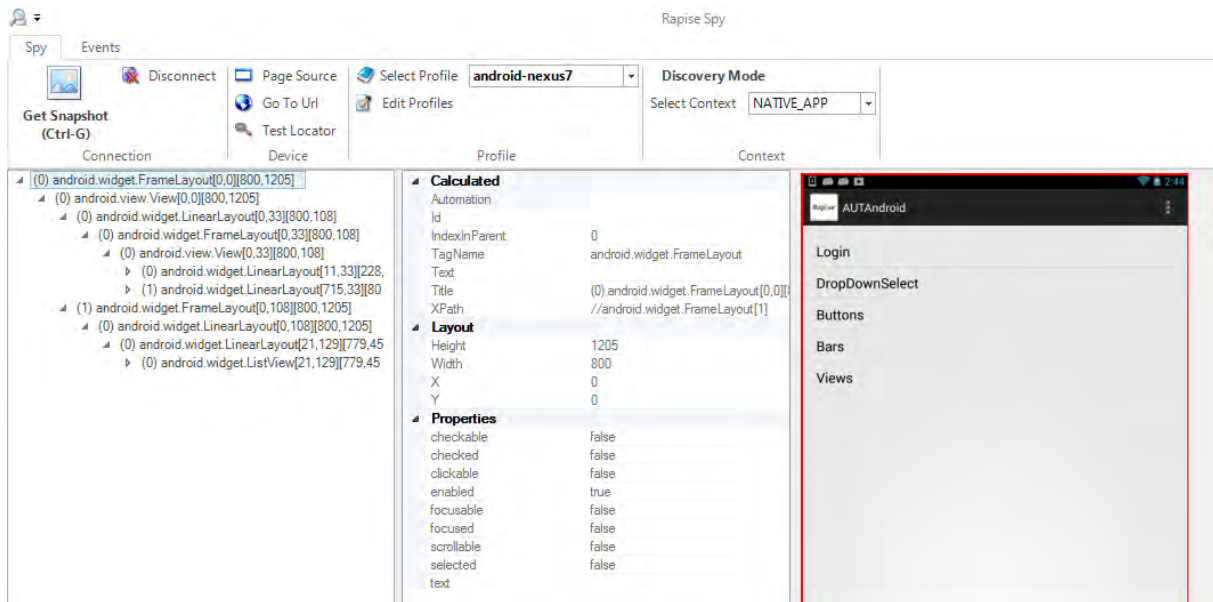 Rapise Spy
Spy Events
Disconnect Page Source Select Profile android-nexus7 Discovery Mode
Go To Url Edit Profiles Select Context NATIVE_APP
Get Snapshot
(Ctrl-G) Test Locator
Connection Device Profile Context
(0) android.widget.FrameLayout[0,0][800,1205]
(0) android.view.View[0,0][800,1205]
(0) android.widget.LinearLayout[0,33][800,108]
(0) android.widget.FrameLayout[0,33][800,108]
(0) android.view.View[0,33][800,108]
(0) android.widget.LinearLayout[11,33][228,
(1) android.widget.LinearLayout[715,33][80
(1) android.widget.FrameLayout[0,108][800,1205]
(0) android.widget.LinearLayout[0,108][800,1205]
(0) android.widget.LinearLayout[21,129][779,45
(0) android.widget.ListView[21,129][779,45
Calculated
Automation
Id
IndexInParent 0
TagName android.widget.FrameLayout
Text
Title (0) android.widget.FrameLayout[0,0][8
XPath //android.widget.FrameLayout[1]
Layout
Height 1205
Width 800
X 0
Y 0
Properties
checkable false
checked false
clickable false
enabled true
focusable false
focused false
scrollable false
selected false
text
2:44
Rapise AUTAndroid
Login
DropDownSelect
Buttons
Bars
Views